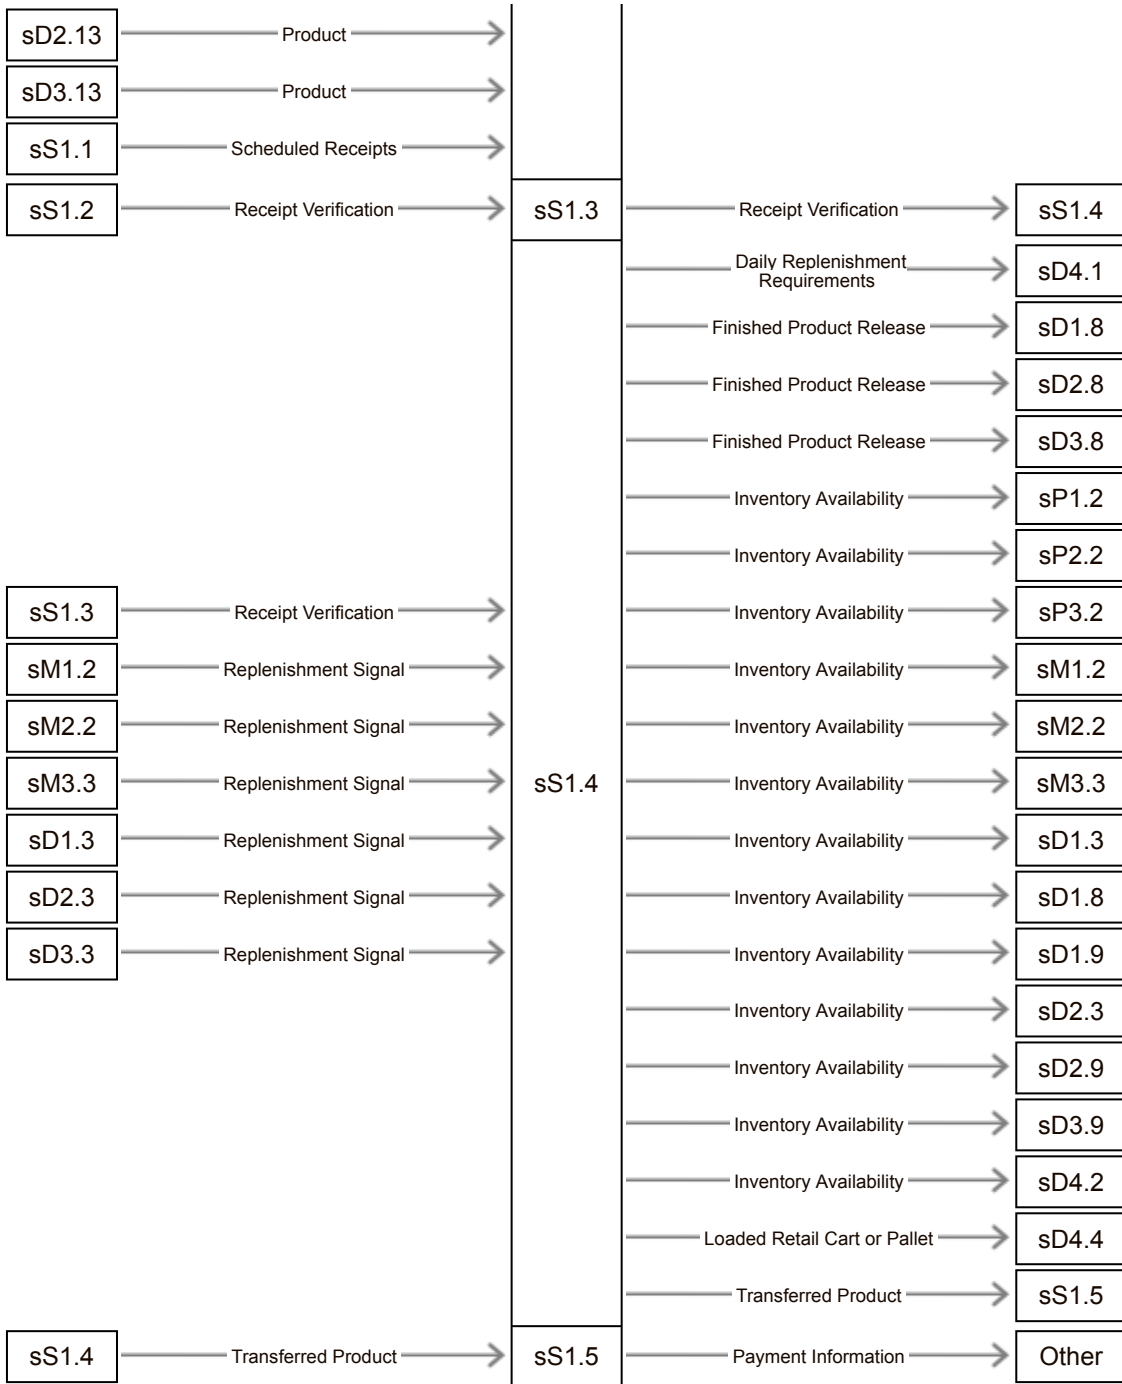 sD2.13 Product
sD3.13 Product
sS1.1 Scheduled Receipts
sS1.2 Receipt Verification sS1.3 Receipt Verification sS1.4
Daily Replenishment
Requirements sD4.1
Finished Product Release sD1.8
Finished Product Release sD2.8
Finished Product Release sD3.8
Inventory Availability sP1.2
Inventory Availability sP2.2
sS1.3 Receipt Verification Inventory Availability sP3.2
sM1.2 Replenishment Signal Inventory Availability sM1.2
sM2.2 Replenishment Signal Inventory Availability sM2.2
sM3.3 Replenishment Signal sS1.4 Inventory Availability sM3.3
sD1.3 Replenishment Signal Inventory Availability sD1.3
sD2.3 Replenishment Signal Inventory Availability sD1.8
sD3.3 Replenishment Signal Inventory Availability sD1.9
Inventory Availability sD2.3
Inventory Availability sD2.9
Inventory Availability sD3.9
Inventory Availability sD4.2
Loaded Retail Cart or Pallet sD4.4
Transferred Product sS1.5
sS1.4 Transferred Product sS1.5 Payment Information Other